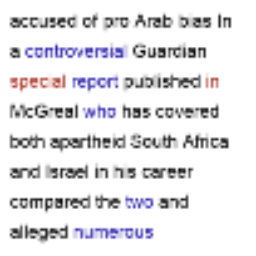 accused of pro Arab bias In
a controversial Guardian
special report published in
McGreal who has covered
both apartheid South Africa
and Israel in his career
compared the two and
alleged numerous